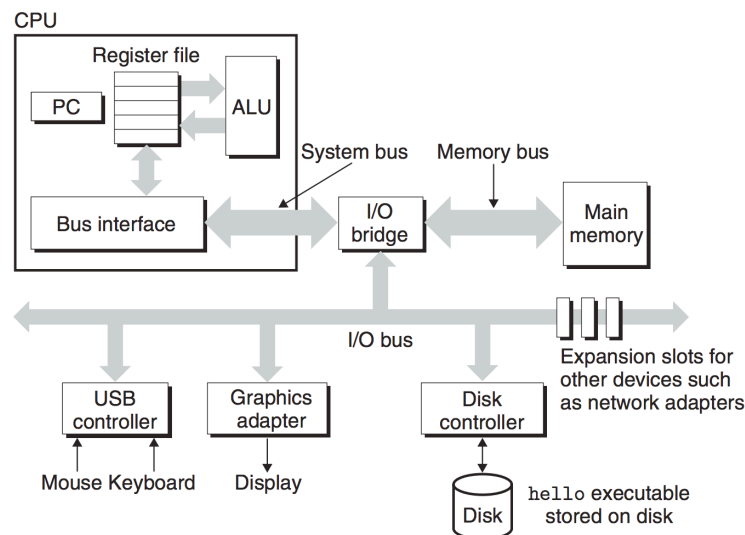 CPU
Register file
PC
ALU
System bus
Memory bus
Bus interface
I/O
bridge
Main
memory
I/O bus
Expansion slots for
other devices such
as network adapters
USB
controller
Graphics
adapter
Disk
controller
Mouse Keyboard
Display
Disk
hello executable
stored on disk